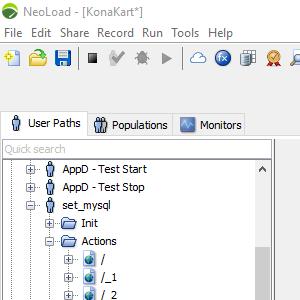 NeoLoad - [KonaKart*]
File Edit Share Record Run Tools Help
User Paths Populations Monitors
Quick search
AppD - Test Start
AppD - Test Stop
set_mysql
Init
Actions
/
/_1
/_2